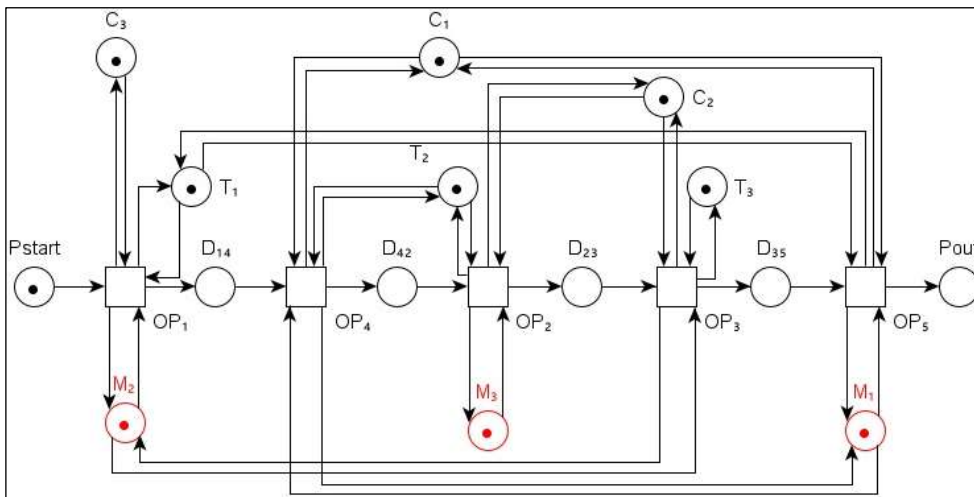 C₃
C₁
C₂
T₂
T₁
T₃
Pstart
D₁₄
D₄₂
D₂₃
D₃₅
Pout
OP₁
OP₄
OP₂
OP₃
OP₅
M₂
M₃
M₁